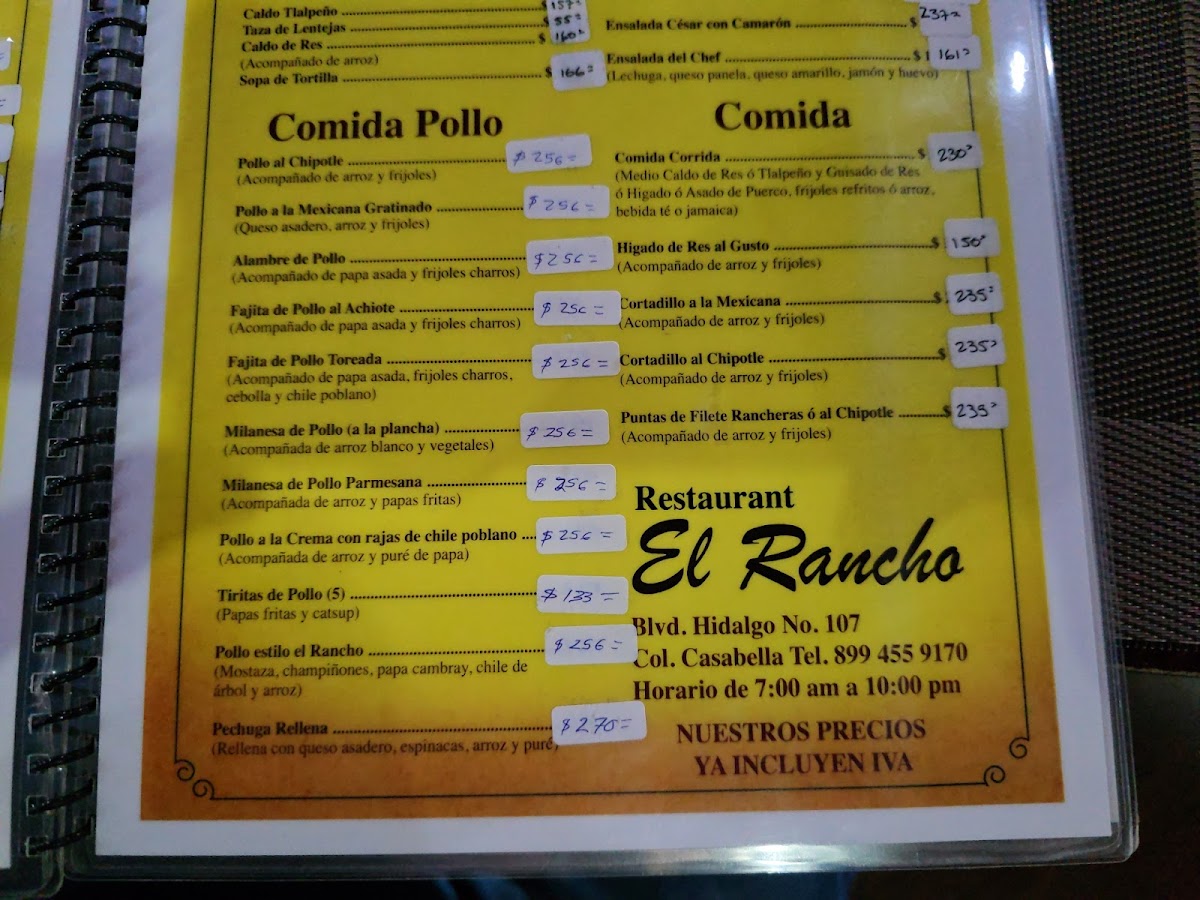 Caldo Tlalpeño ........ $ 157=
Taza de Lentejas ........ $ 55=
Caldo de Res ........ $ 160=
(Acompañado de arroz)
Sopa de Tortilla ........ $ 166=
Comida Pollo
Pollo al Chipotle ........ $ 256=
(Acompañado de arroz y frijoles)
Pollo a la Mexicana Gratinado ........ $ 256=
(Queso asadero, arroz y frijoles)
Alambre de Pollo ........ $ 256=
(Acompañado de papa asada y frijoles charros)
Fajita de Pollo al Achiote ........ $ 256=
(Acompañado de papa asada y frijoles charros)
Fajita de Pollo Toreada ........ $ 256=
(Acompañado de papa asada, frijoles charros,
cebolla y chile poblano)
Milanesa de Pollo (a la plancha) ........ $ 256=
(Acompañada de arroz blanco y vegetales)
Milanesa de Pollo Parmesana ........ $ 256=
(Acompañada de arroz y papas fritas)
Pollo a la Crema con rajas de chile poblano .... $ 256=
(Acompañada de arroz y puré de papa)
Tiritas de Pollo (5) ........ $ 133=
(Papas fritas y catsup)
Pollo estilo el Rancho ........ $ 256=
(Mostaza, champiñones, papa cambray, chile de
árbol y arroz)
Pechuga Rellena ........ $ 270=
(Rellena con queso asadero, espinacas, arroz y puré)
Ensalada César con Camarón ........ $ 237=
Ensalada del Chef ........ $ 161=
(Lechuga, queso panela, queso amarillo, jamón y huevo)
Comida
Comida Corrida ........ $ 230=
(Medio Caldo de Res ó Tlalpeño y Guisado de Res
ó Higado ó Asado de Puerco, frijoles refritos ó arroz,
bebida té o jamaica)
Higado de Res al Gusto ........ $ 150=
(Acompañado de arroz y frijoles)
Cortadillo a la Mexicana ........ $ 235=
(Acompañado de arroz y frijoles)
Cortadillo al Chipotle ........ $ 235=
(Acompañado de arroz y frijoles)
Puntas de Filete Rancheras ó al Chipotle ........ $ 235=
(Acompañado de arroz y frijoles)
Restaurant
El Rancho
Blvd. Hidalgo No. 107
Col. Casabella Tel. 899 455 9170
Horario de 7:00 am a 10:00 pm
NUESTROS PRECIOS
YA INCLUYEN IVA